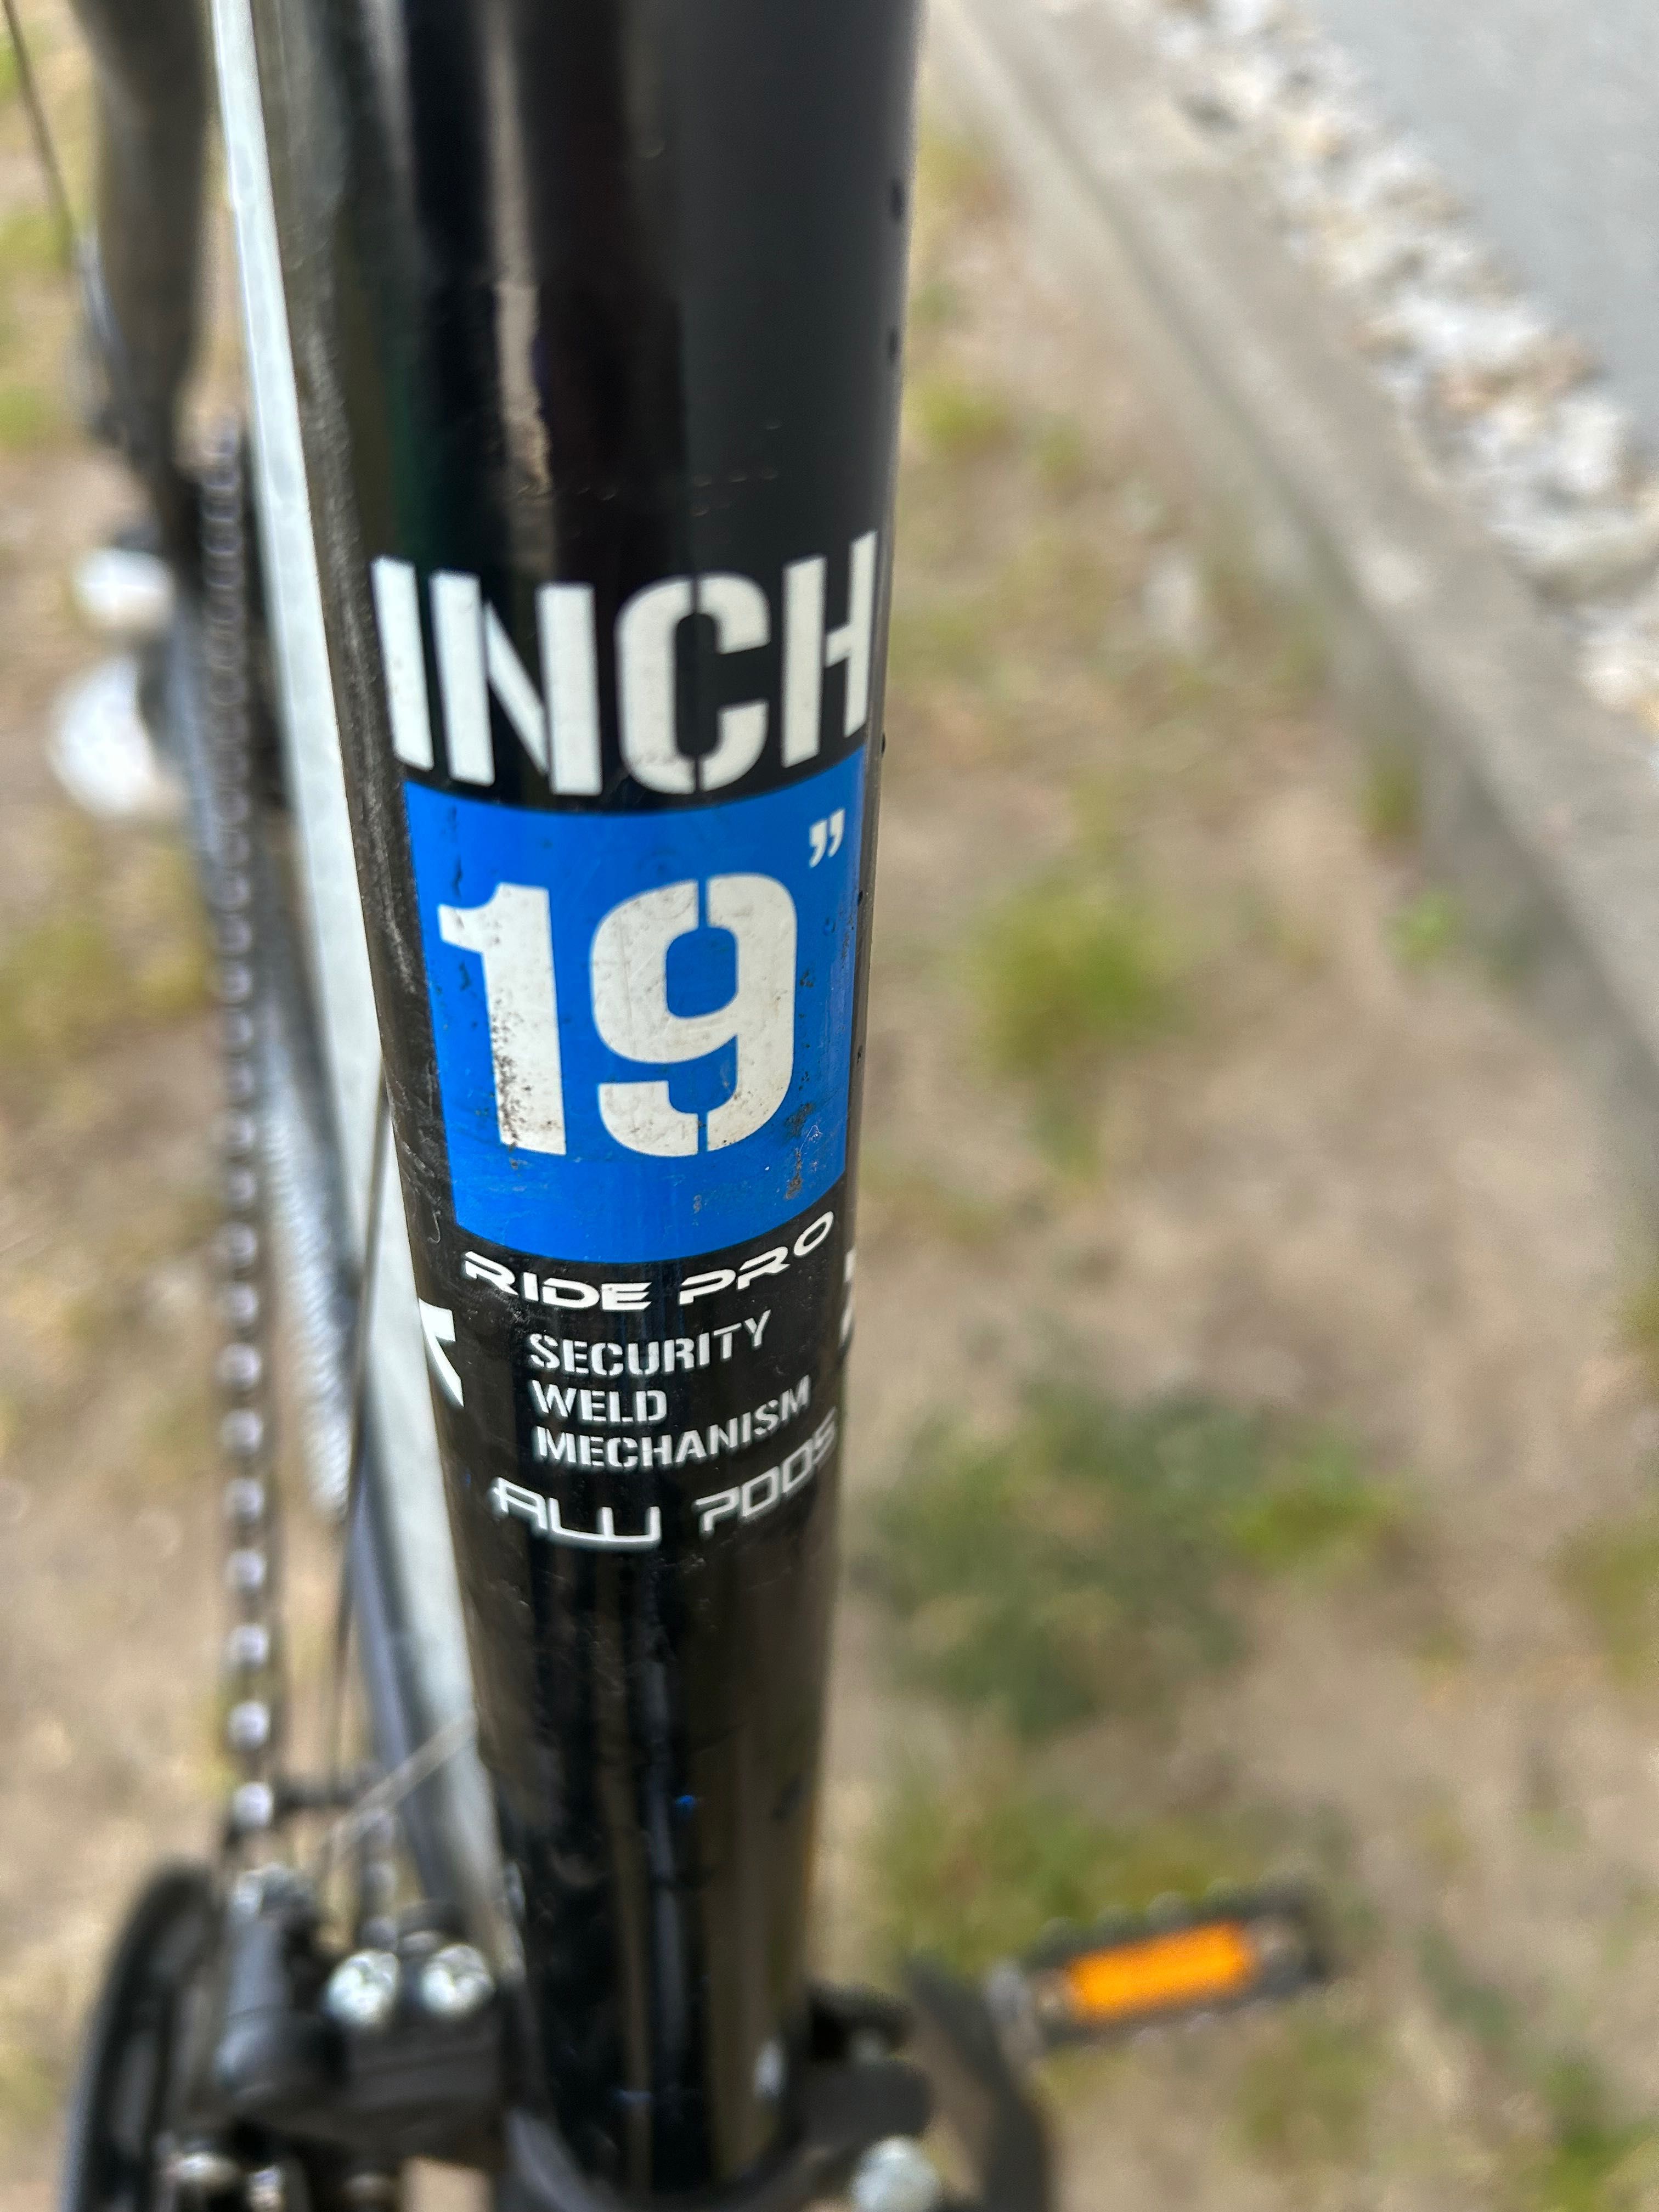 INCH
19”
RIDE PRO
SECURITY
WELD
MECHANISM
ALU 7005